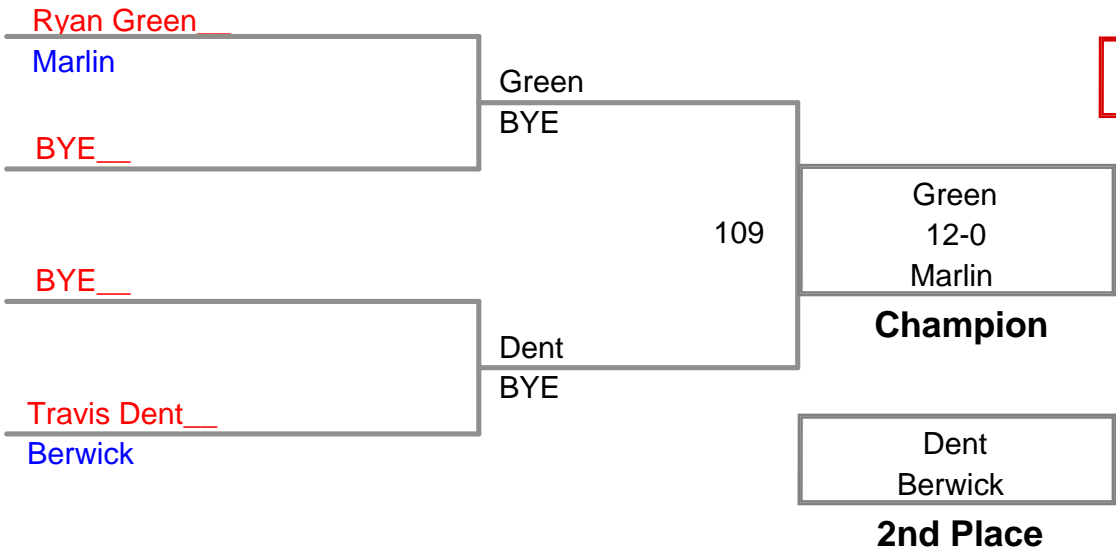 Ryan Green__
Marlin
Green
BYE
BYE__
109
Green
12-0
Marlin
BYE__
Champion
Dent
BYE
Travis Dent__
Berwick
Dent
Berwick
2nd Place